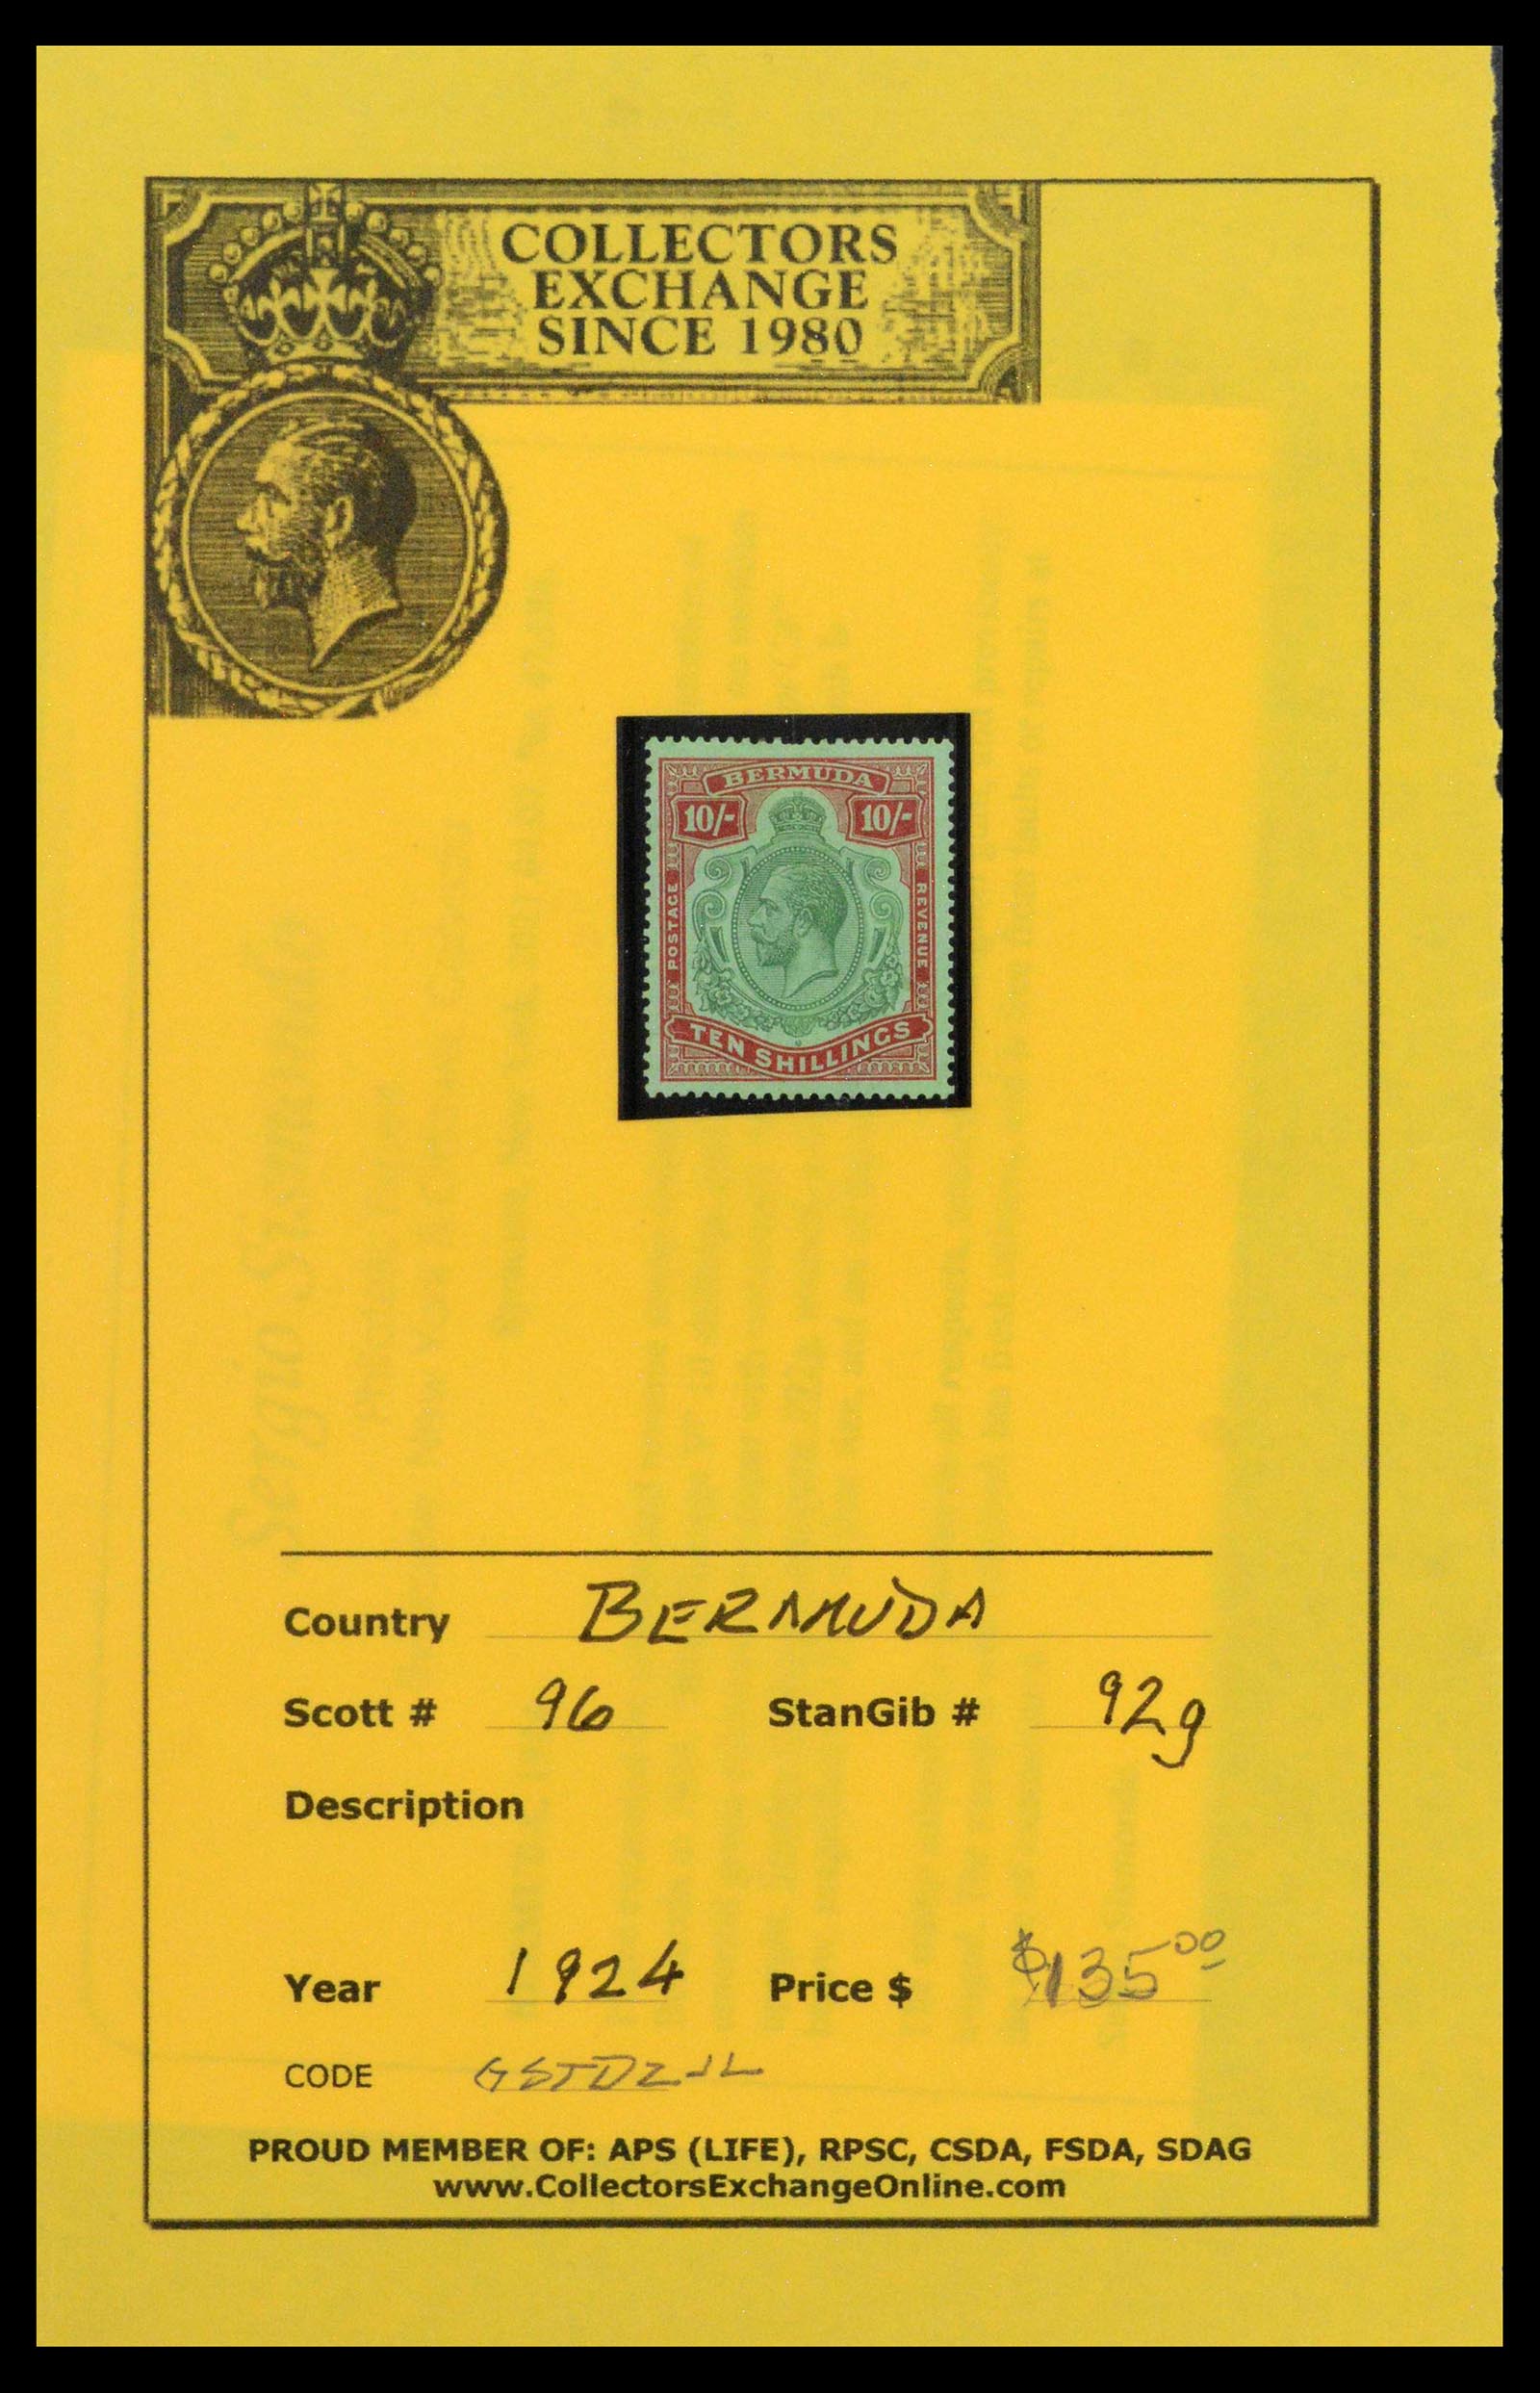 COLLECTORS
EXCHANGE
SINCE 1980
BERMUDA
10/- 10/-
POSTAGE
REVENUE
TEN SHILLINGS
Country BERMUDA
Scott # 96 StanGib # 92g
Description
Year 1924 Price $ $135.00
CODE
PROUD MEMBER OF: APS (LIFE), RPSC, CSDA, FSDA, SDAG
www.CollectorsExchangeOnline.com